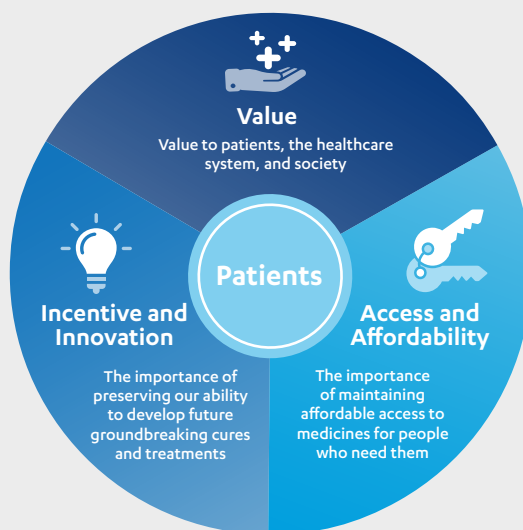 Value
Value to patients, the healthcare
system, and society
Patients
Incentive and
Innovation
The importance of
preserving our ability
to develop future
groundbreaking cures
and treatments
Access and
Affordability
The importance
of maintaining
affordable access to
medicines for people
who need them